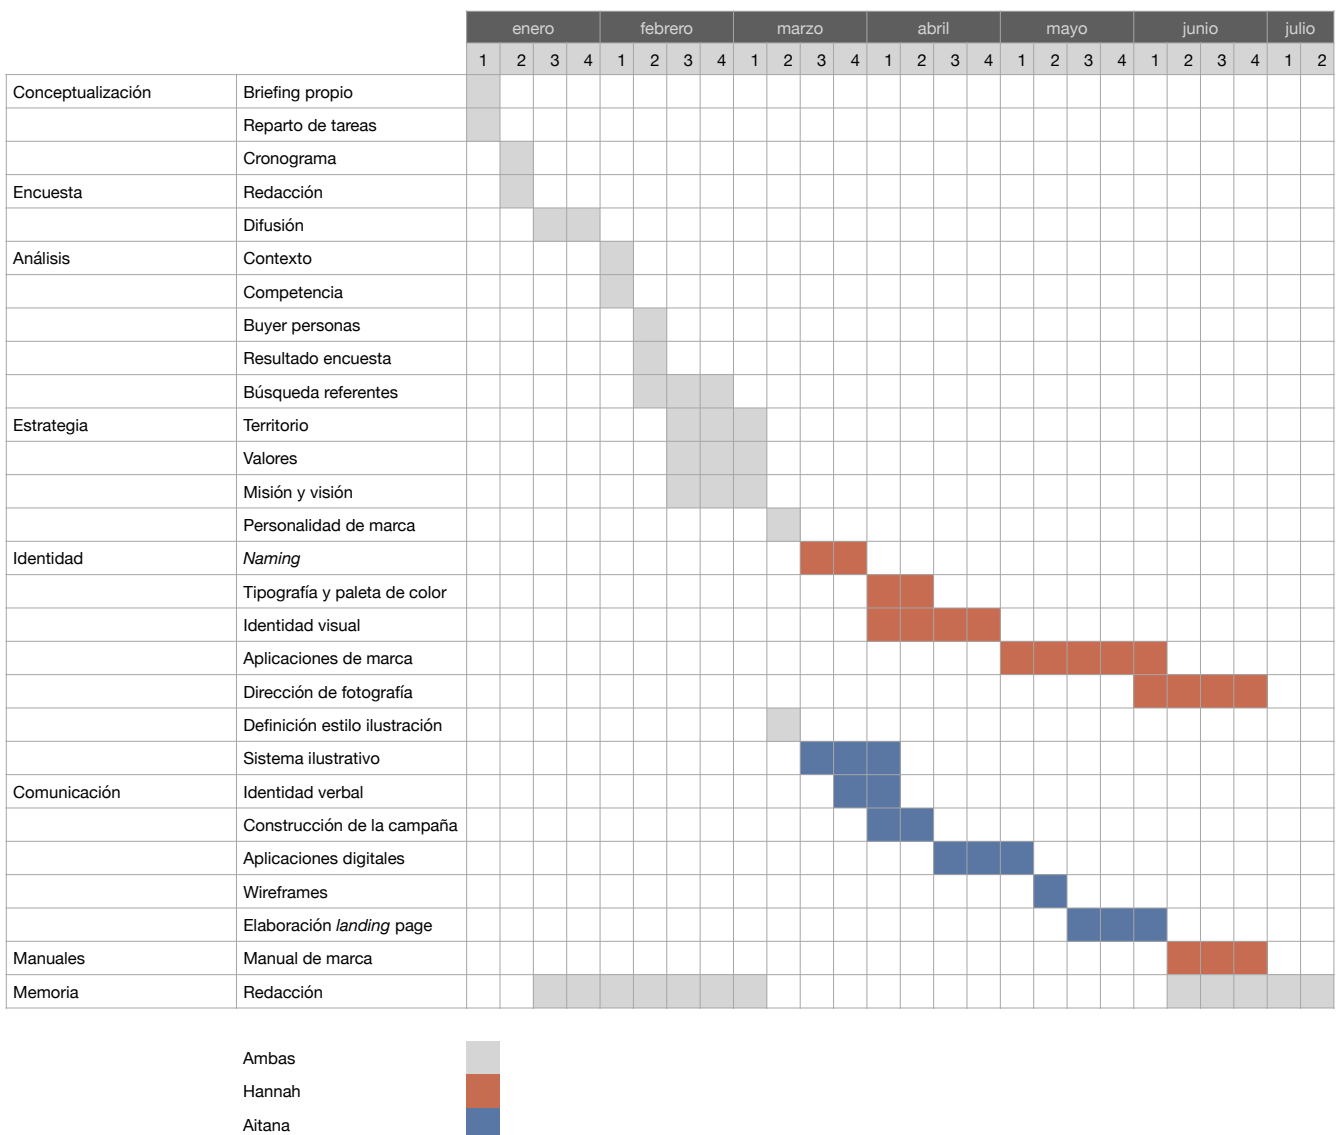 enero febrero marzo abril mayo junio julio
1 2 3 4 1 2 3 4 1 2 3 4 1 2 3 4 1 2 3 4 1 2 3 4 1 2
Conceptualización Briefing propio
Reparto de tareas
Cronograma
Encuesta Redacción
Difusión
Análisis Contexto
Competencia
Buyer personas
Resultado encuesta
Búsqueda referentes
Estrategia Territorio
Valores
Misión y visión
Personalidad de marca
Identidad Naming
Tipografía y paleta de color
Identidad visual
Aplicaciones de marca
Dirección de fotografía
Definición estilo ilustración
Sistema ilustrativo
Comunicación Identidad verbal
Construcción de la campaña
Aplicaciones digitales
Wireframes
Elaboración landing page
Manuales Manual de marca
Memoria Redacción
Ambas
Hannah
Aitana